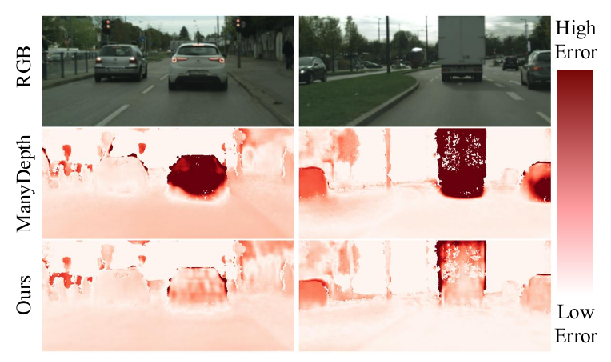 RGB
High
Error
ManyDepth
Ours
Low
Error